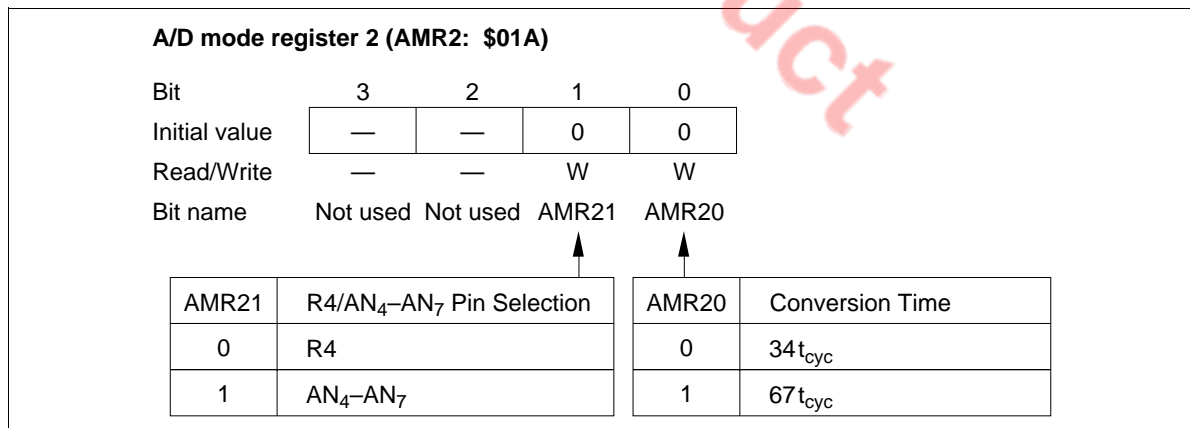 uct
A/D mode register 2 (AMR2: $01A)
Bit 3 2 1 0
Initial value — — 0 0
Read/Write — — W W
Bit name Not used Not used AMR21 AMR20
AMR21 R4/AN4–AN7 Pin Selection AMR20 Conversion Time
0 R4 0 34tcyc
1 AN4–AN7 1 67tcyc